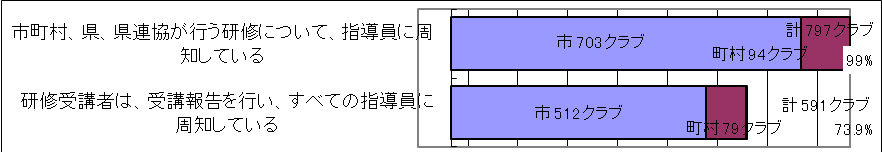 市町村、県、県連協が行う研修について、指導員に周
知している
市703クラブ
町村94クラブ
計797クラブ
99%
研修受講者は、受講報告を行い、すべての指導員に
周知している
市512クラブ
町村79クラブ
計591クラブ
73.9%